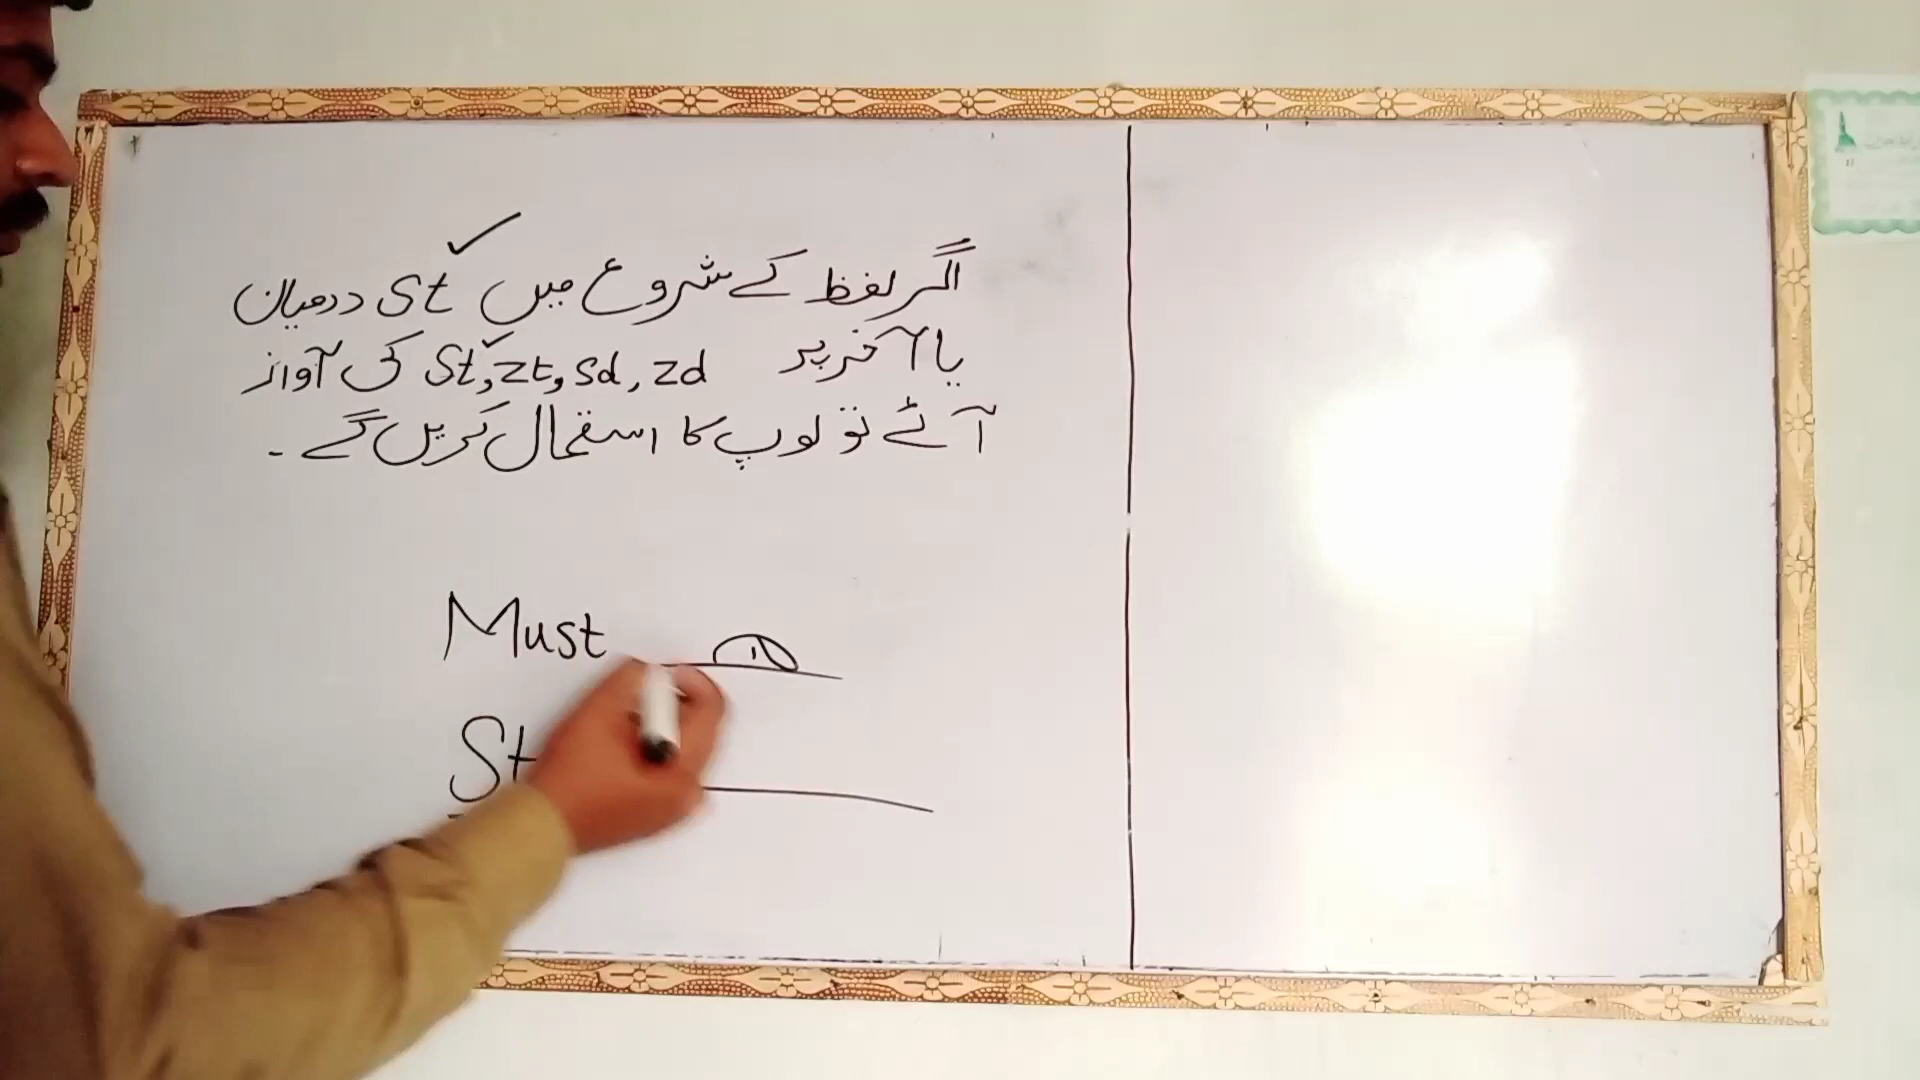 اگر لفظ کے شروع میں St درمیان
یا آخر پر St, zt, sd, zd کی آواز
آئے تو لوپ کا استعمال کریں گے۔
Must
St